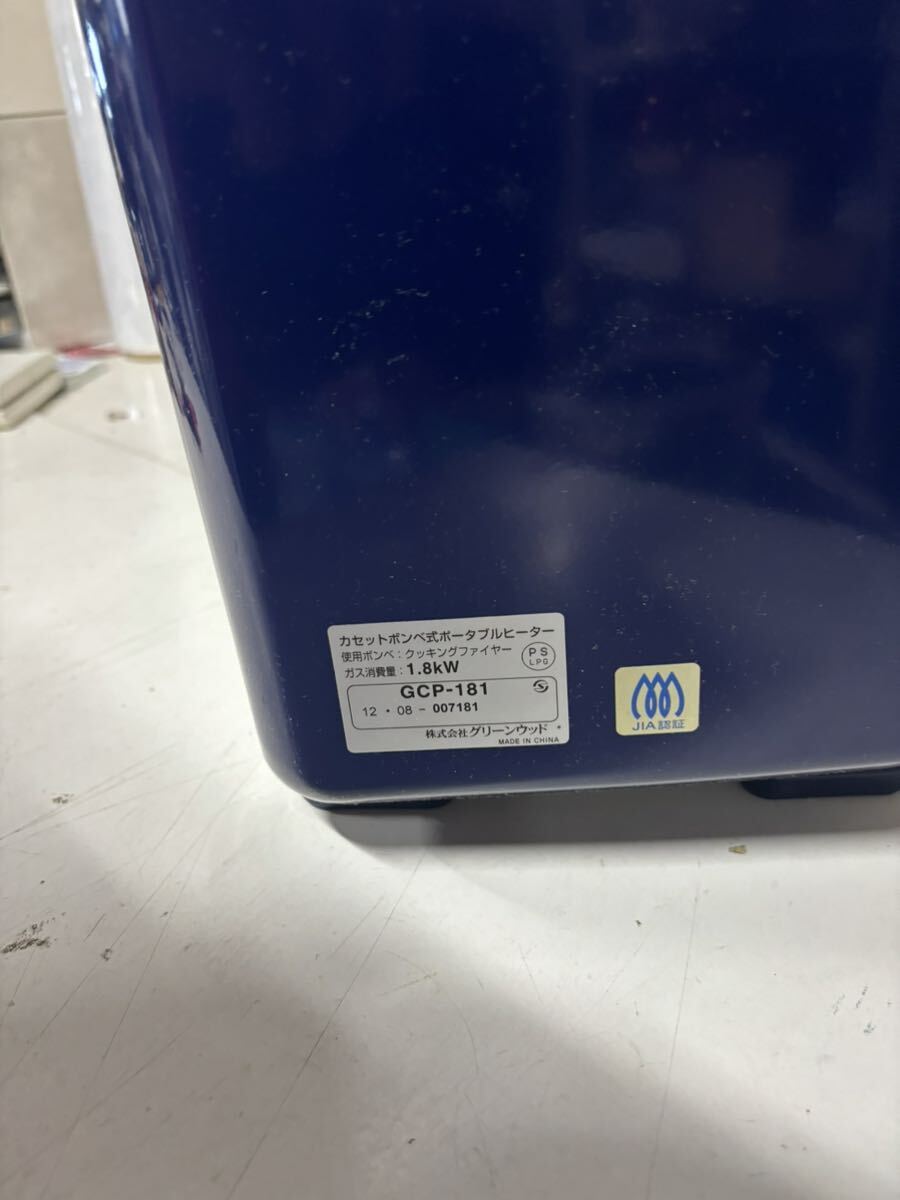 カセットボンベ式ポータブルヒーター
使用ボンベ：クッキングファイヤー
ガス消費量：1.8kW
PS
LPG
GCP-181
12・08-007181
株式会社グリーンウッド
MADE IN CHINA
JIA認証